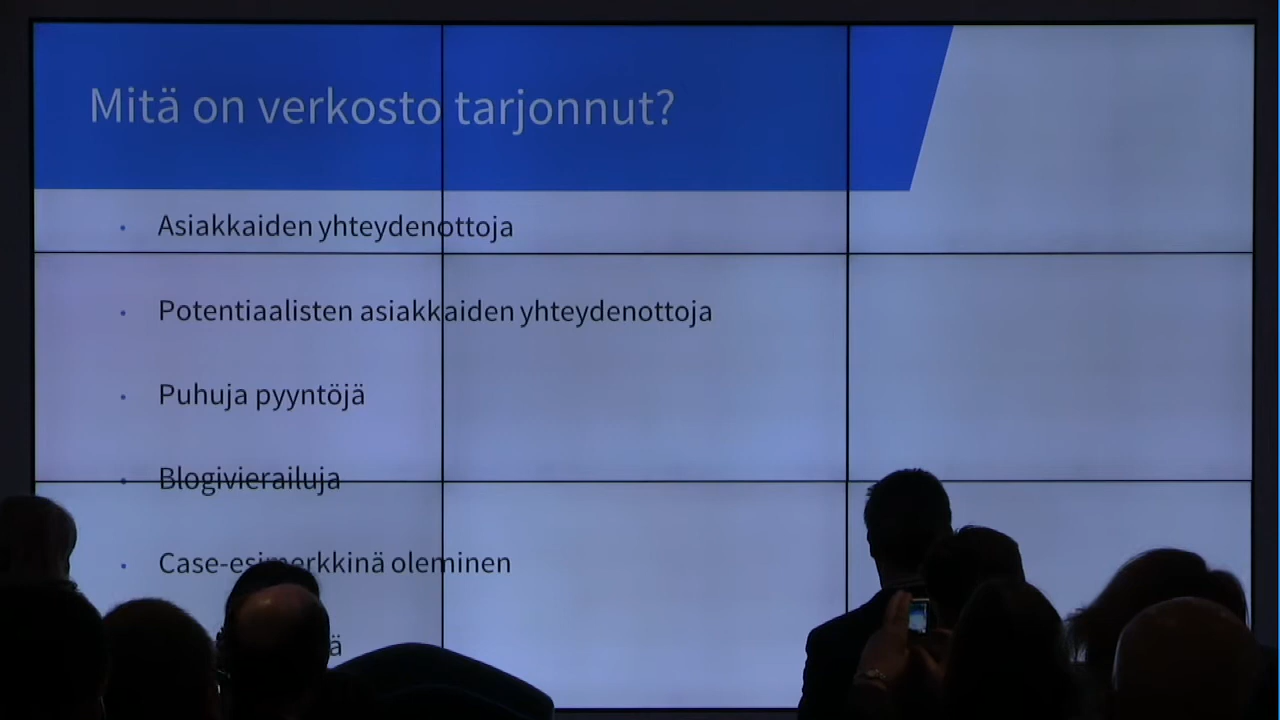 Mitä on verkosto tarjonnut?
Asiakkaiden yhteydenottoja
Potentiaalisten asiakkaiden yhteydenottoja
Puhuja pyyntöjä
Blogivierailuja
Case-esimerkkinä oleminen